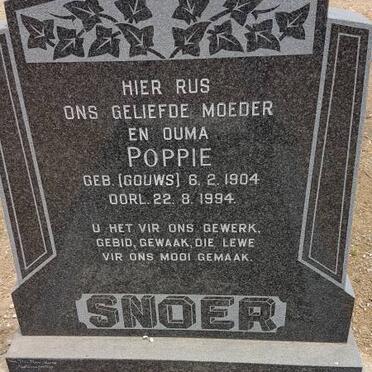 HIER RUS
ONS GELIEFDE MOEDER
EN OUMA
POPPIE
GEB. (GOUWS) 6. 2. 1904
OORL. 22. 8. 1994.
U HET VIR ONS GEWERK,
GEBID, GEWAAK, DIE LEWE
VIR ONS MOOI GEMAAK.
SNOER